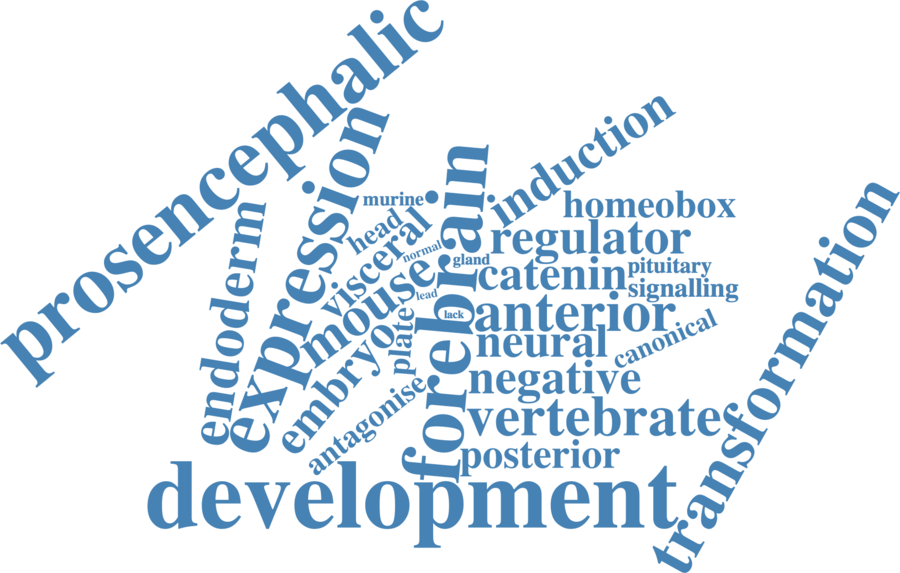 prosencephalic
expression
endoderm
murine
head
visceral
normal
mouse
lead
embryo
plate
antagonise
forebrain
lack
gland
induction
homeobox
regulator
catenin
pituitary
signalling
anterior
neural
canonical
negative
vertebrate
posterior
development
transformation